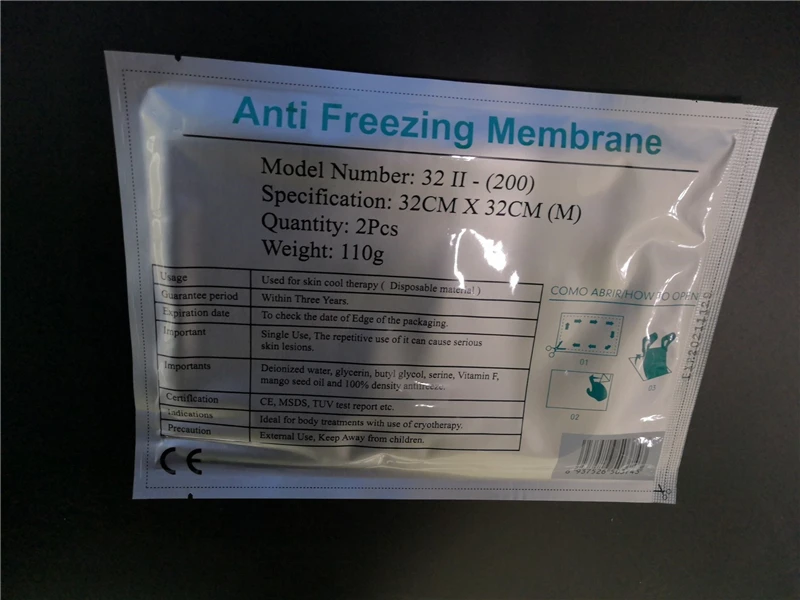 Anti Freezing Membrane
Model Number: 32 II - (200)
Specification: 32CM X 32CM (M)
Quantity: 2Pcs
Weight: 110g
Usage Used for skin cool therapy ( Disposable material )
Guarantee period Within Three Years.
Expiration date To check the date of Edge of the packaging.
Important Single Use, The repetitive use of it can cause serious
skin lesions.
Importants Deionized water, glycerin, butyl glycol, serine, Vitamin F,
mango seed oil and 100% density antifreeze.
Certification CE, MSDS, TUV test report etc.
Indications Ideal for body treatments with use of cryotherapy.
Precaution External Use, Keep Away from children.
CE
COMO ABRIR/HOW TO OPEN
01
02
03